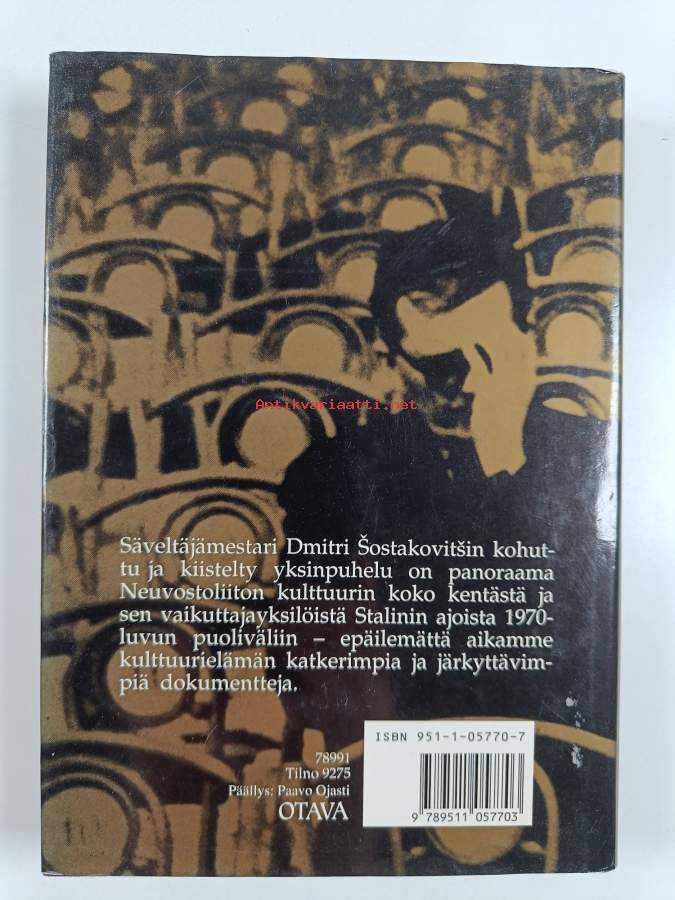 Antikvariaatti.net
Säveltäjämestari Dmitri Šostakovitšin kohut-
tu ja kiistelty yksinpuhelu on panoraama
Neuvostoliiton kulttuurin koko kentästä ja
sen vaikuttajayksilöistä Stalinin ajoista 1970-
luvun puoliväliin – epäilemättä aikamme
kulttuurielämän katkerimpia ja järkyttävim-
piä dokumentteja.
ISBN 951-1-05770-7
78991
Tilno 9275
Päällys: Paavo Ojasti
OTAVA
9 789511 057703